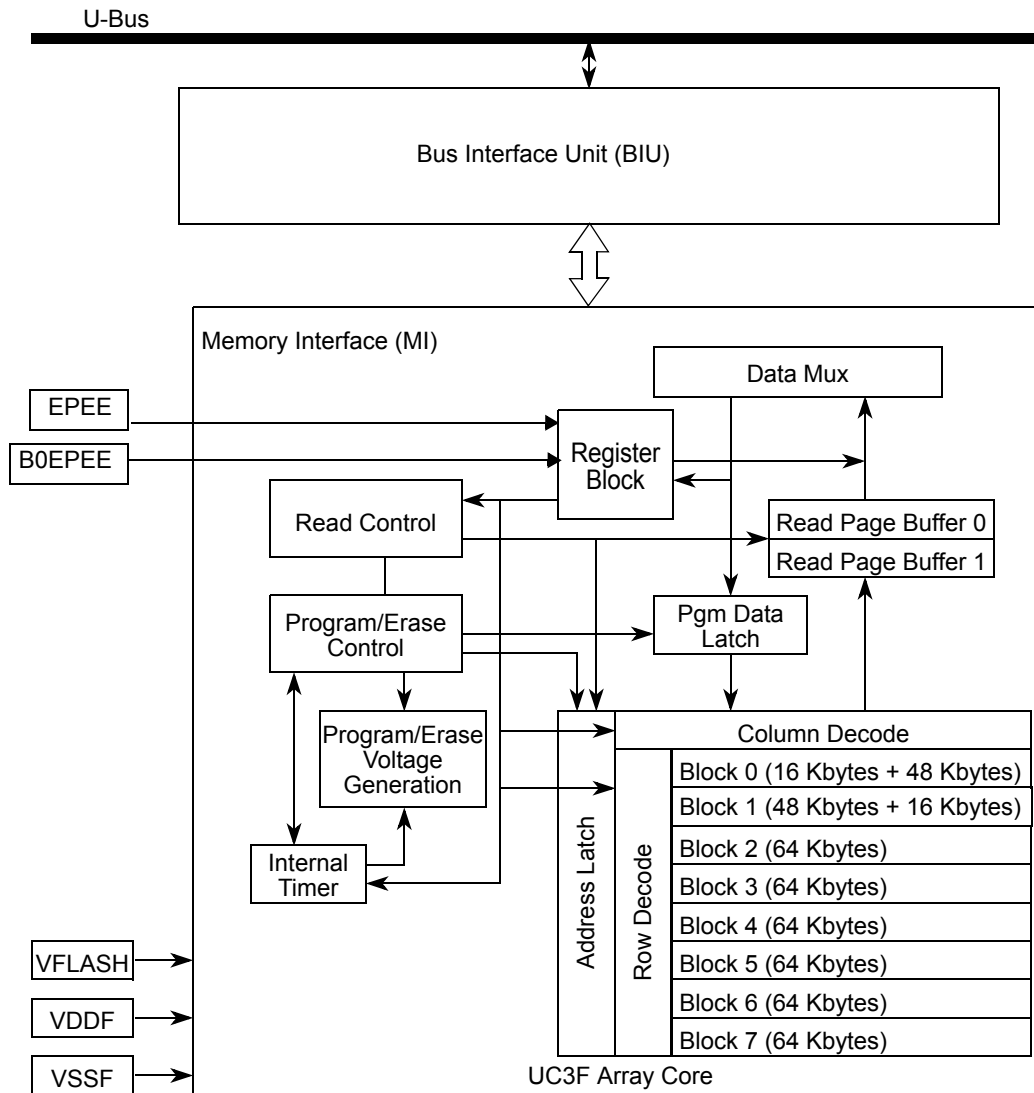 U-Bus
Bus Interface Unit (BIU)
Memory Interface (MI)
Data Mux
EPEE
B0EPEE
Register
Block
Read Control
Read Page Buffer 0
Read Page Buffer 1
Program/Erase
Control
Pgm Data
Latch
Program/Erase
Voltage
Generation
Column Decode
Block 0 (16 Kbytes + 48 Kbytes)
Block 1 (48 Kbytes + 16 Kbytes)
Block 2 (64 Kbytes)
Block 3 (64 Kbytes)
Block 4 (64 Kbytes)
Block 5 (64 Kbytes)
Block 6 (64 Kbytes)
Block 7 (64 Kbytes)
Address Latch
Row Decode
Internal
Timer
VFLASH
VDDF
VSSF
UC3F Array Core